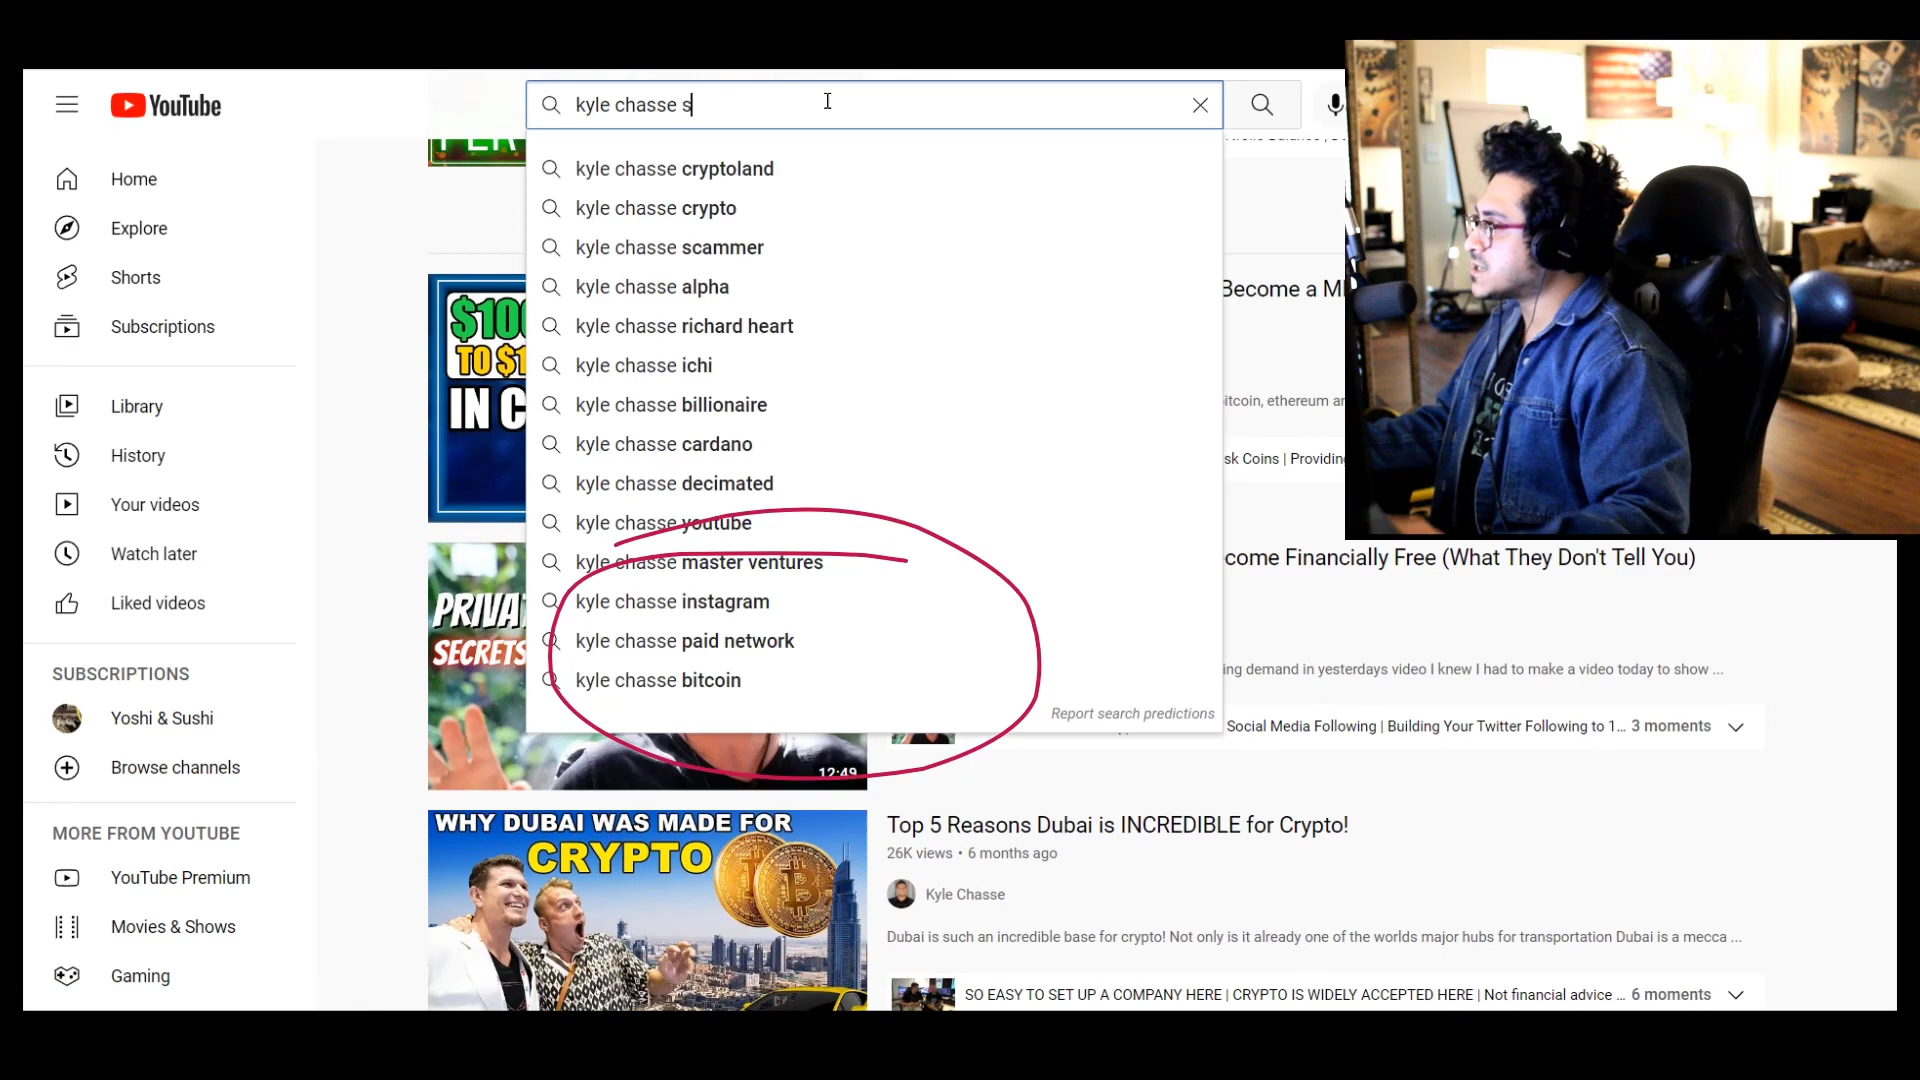 YouTube
kyle chasse s
Home
Explore
Shorts
Subscriptions
Library
History
Your videos
Watch later
Liked videos
SUBSCRIPTIONS
Yoshi & Sushi
Browse channels
MORE FROM YOUTUBE
YouTube Premium
Movies & Shows
Gaming
kyle chasse cryptoland
kyle chasse crypto
kyle chasse scammer
kyle chasse alpha
kyle chasse richard heart
kyle chasse ichi
kyle chasse billionaire
kyle chasse cardano
kyle chasse decimated
kyle chasse youtube
kyle chasse master ventures
kyle chasse instagram
kyle chasse paid network
kyle chasse bitcoin
Report search predictions
$100
TO $1
IN C
Become a MI
itcoin, ethereum an
sk Coins | Providing
PRIVAT
SECRETS
12:49
come Financially Free (What They Don't Tell You)
ing demand in yesterdays video I knew I had to make a video today to show ...
Social Media Following | Building Your Twitter Following to 1... 3 moments
WHY DUBAI WAS MADE FOR
CRYPTO
Top 5 Reasons Dubai is INCREDIBLE for Crypto!
26K views • 6 months ago
Kyle Chasse
Dubai is such an incredible base for crypto! Not only is it already one of the worlds major hubs for transportation Dubai is a mecca ...
SO EASY TO SET UP A COMPANY HERE | CRYPTO IS WIDELY ACCEPTED HERE | Not financial advice ... 6 moments